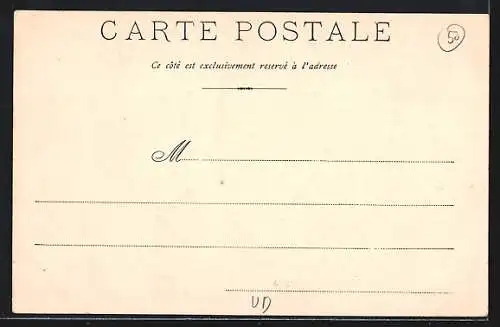 CARTE POSTALE
50
Ce côté est exclusivement reservé à l'adresse
M
VD